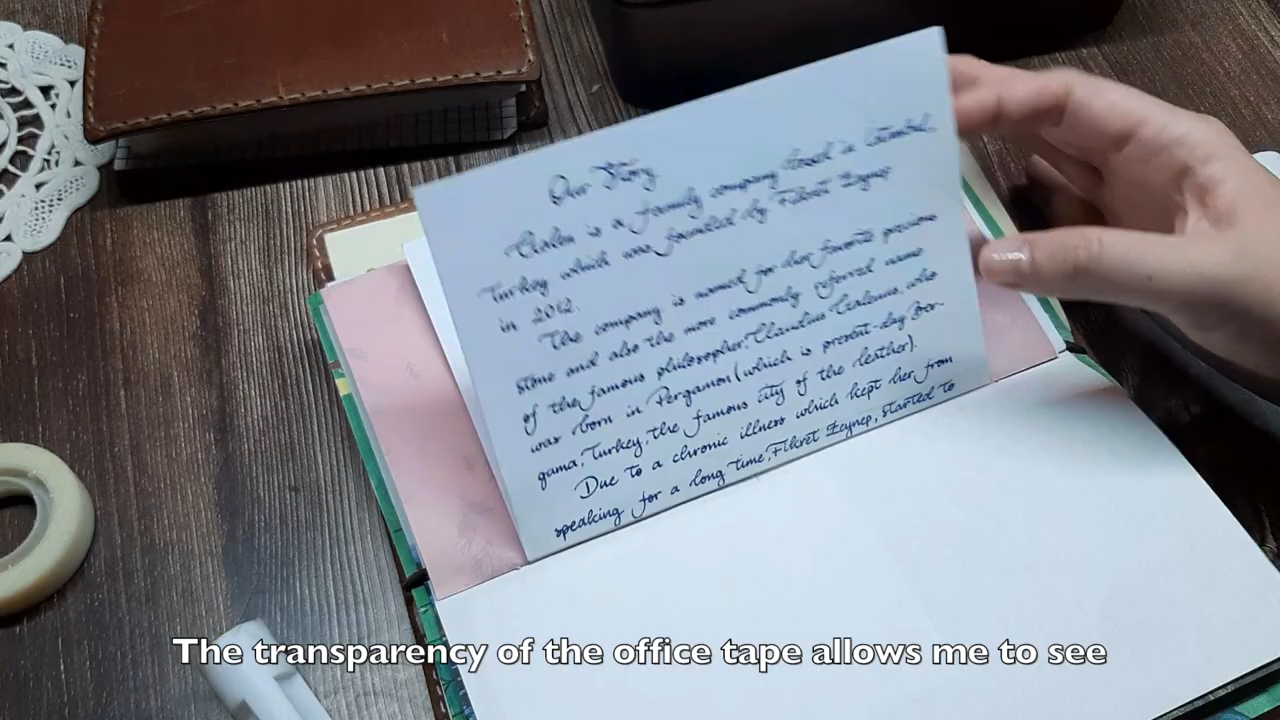 Our Story
Galen is a family company based in Istanbul,
Turkey which was founded by Fikret Zeynep
in 2012.
The company is named for her favorite precious
stone and also the more commonly referred name
of the famous philosopher, Claudius Galenus, who
was born in Pergamon (which is present-day Ber-
gama, Turkey, the famous city of the leather).
Due to a chronic illness which kept her from
speaking for a long time, Fikret Zeynep, started to
The transparency of the office tape allows me to see